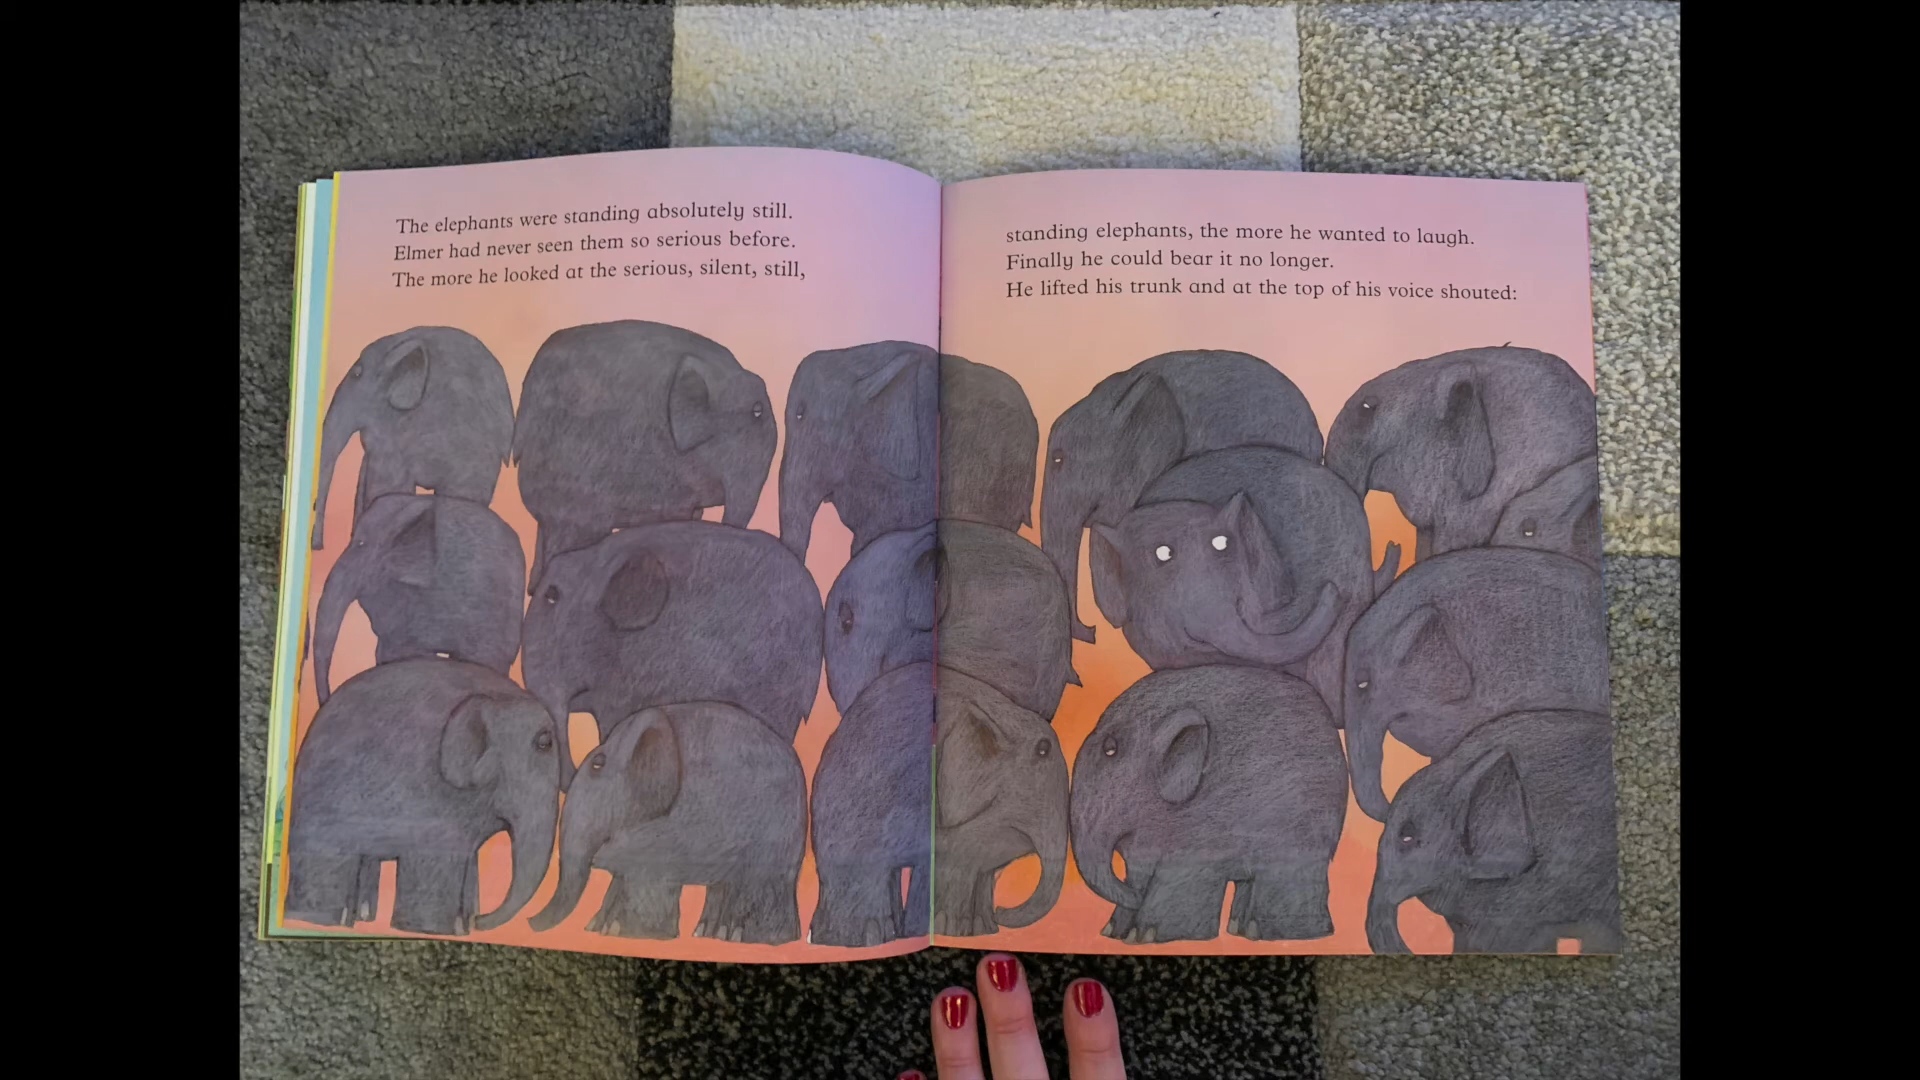 The elephants were standing absolutely still.
Elmer had never seen them so serious before.
The more he looked at the serious, silent, still,
standing elephants, the more he wanted to laugh.
Finally he could bear it no longer.
He lifted his trunk and at the top of his voice shouted: